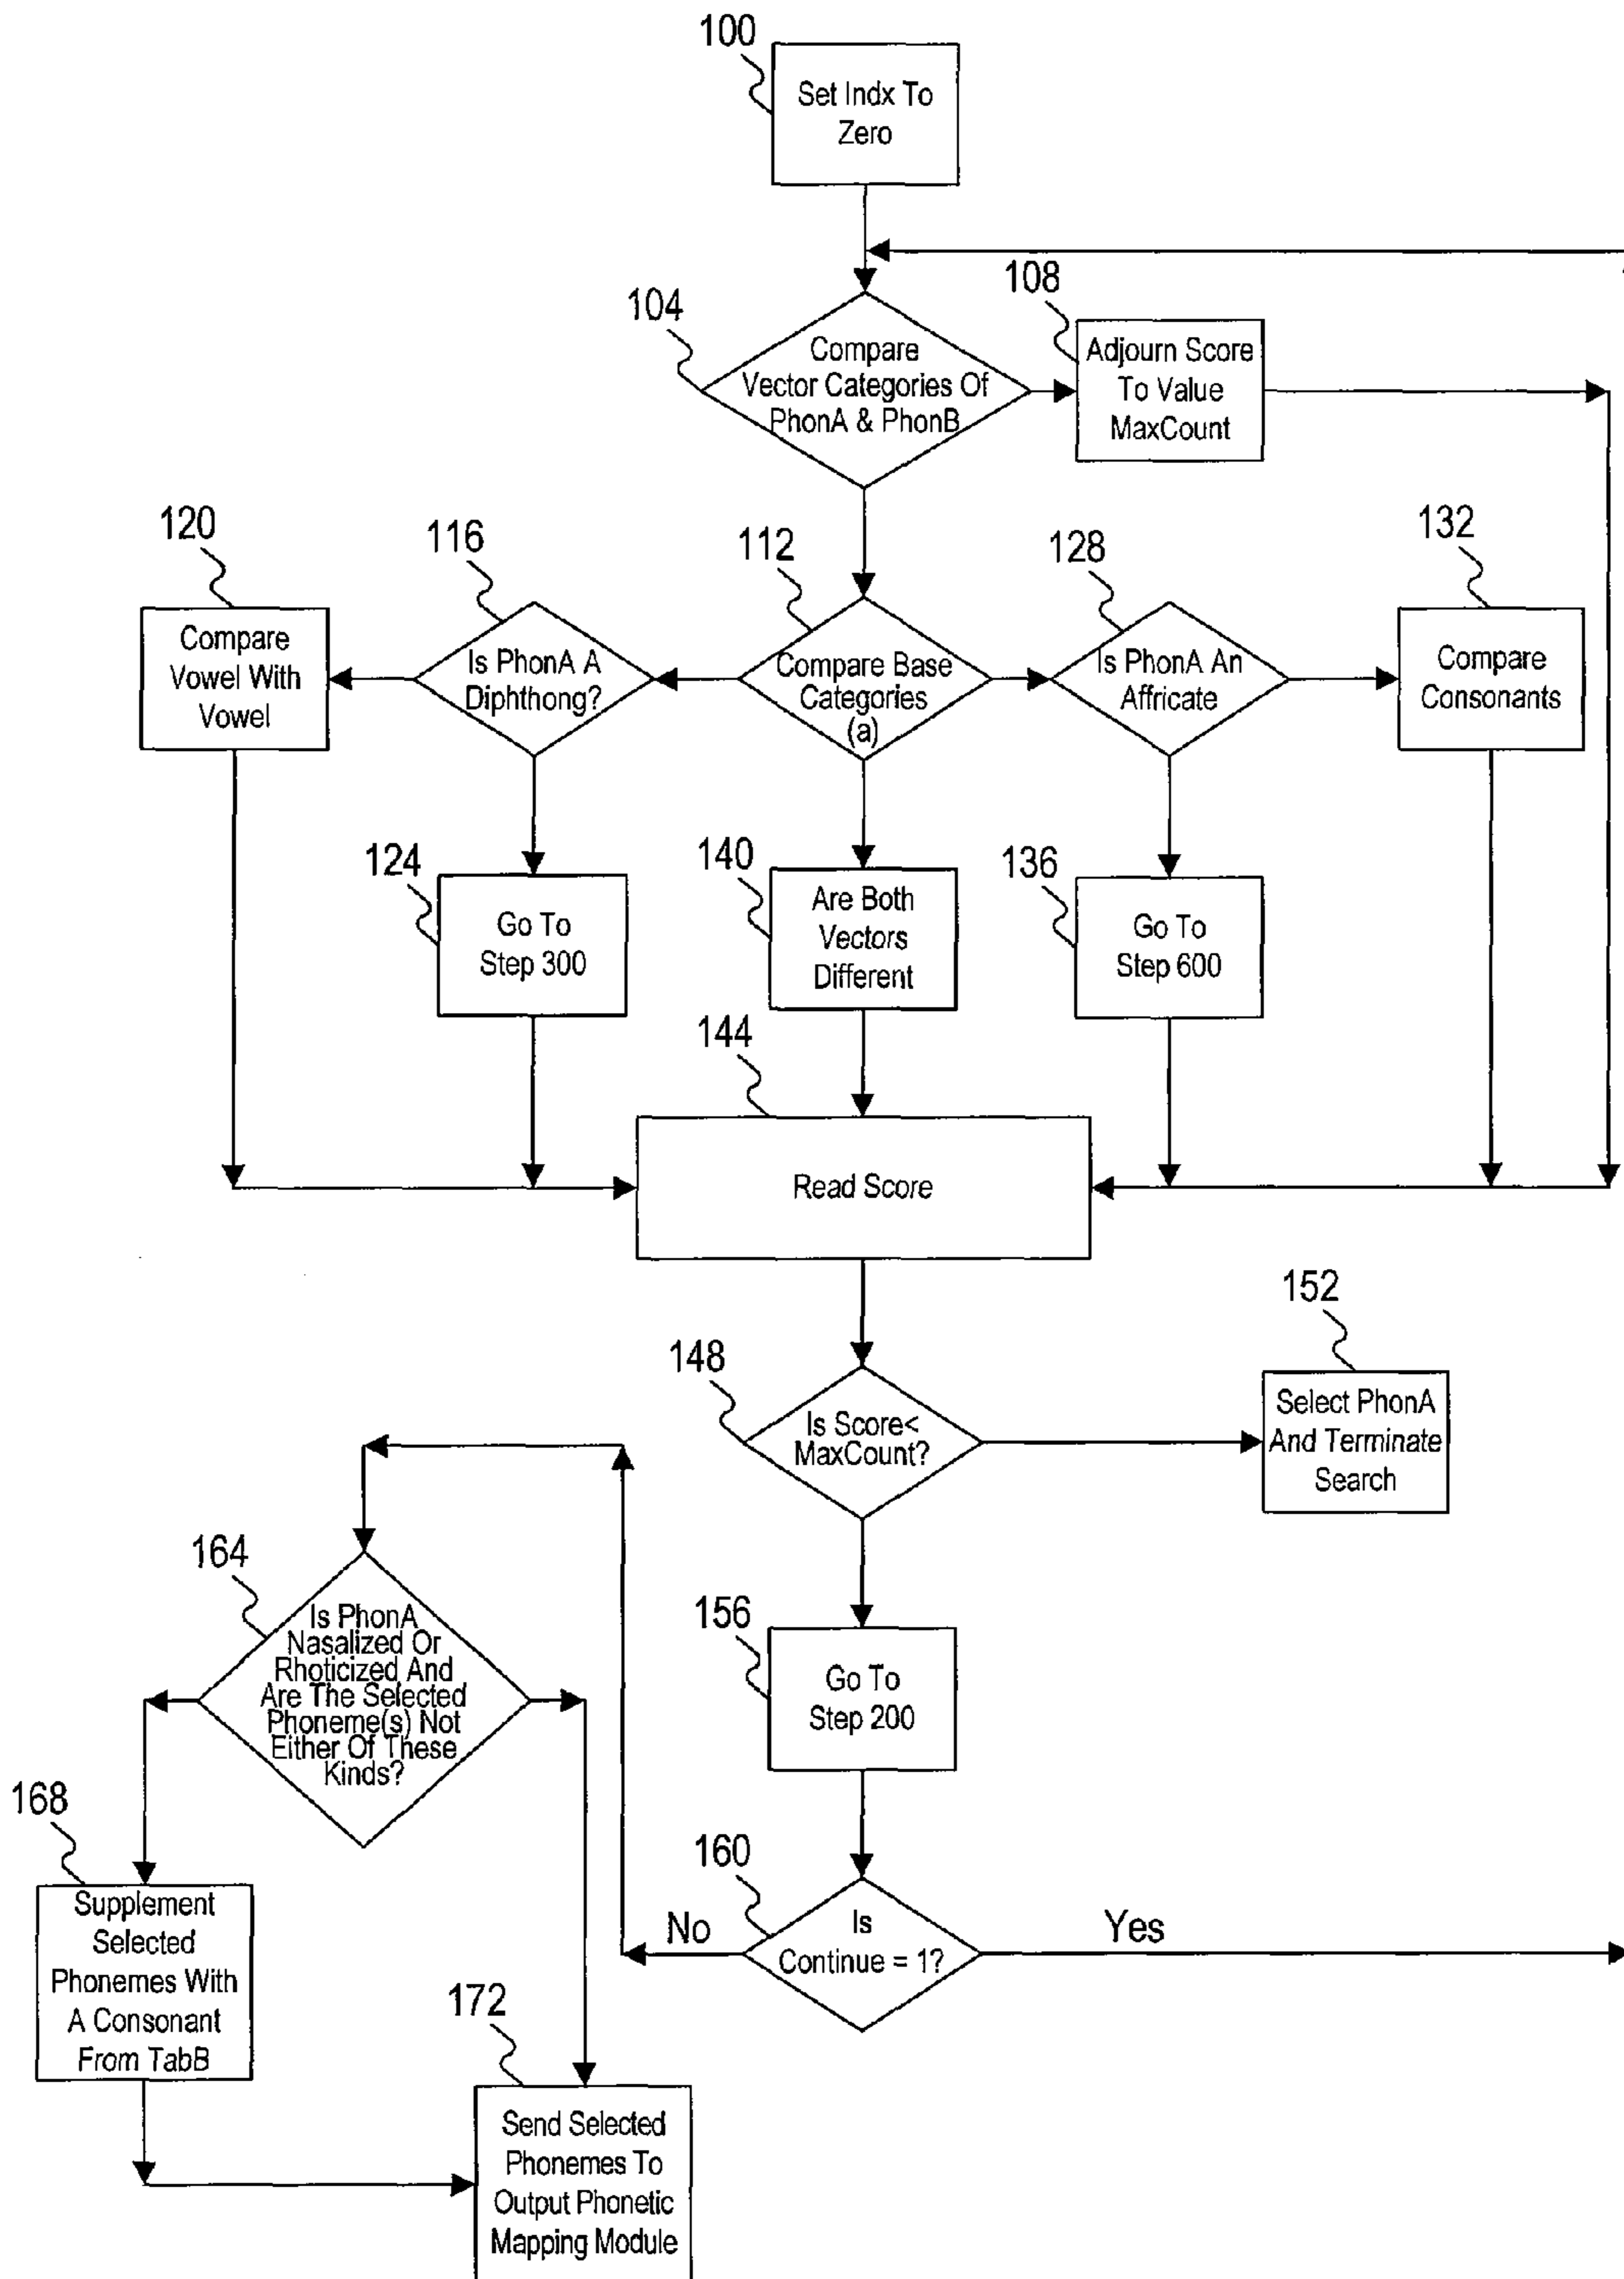 100
Set Indx To
Zero
104
Compare
Vector Categories Of
PhonA & PhonB
108
Adjourn Score
To Value
MaxCount
120
Compare
Vowel With
Vowel
116
Is PhonA A
Diphthong?
112
Compare Base
Categories
(a)
128
Is PhonA An
Affricate
132
Compare
Consonants
124
Go To
Step 300
140
Are Both
Vectors
Different
136
Go To
Step 600
144
Read Score
148
Is Score<
MaxCount?
152
Select PhonA
And Terminate
Search
156
Go To
Step 200
160
Is
Continue = 1?
No
Yes
164
Is PhonA
Nasalized Or
Rhoticized And
Are The Selected
Phoneme(s) Not
Either Of These
Kinds?
168
Supplement
Selected
Phonemes With
A Consonant
From TabB
172
Send Selected
Phonemes To
Output Phonetic
Mapping Module